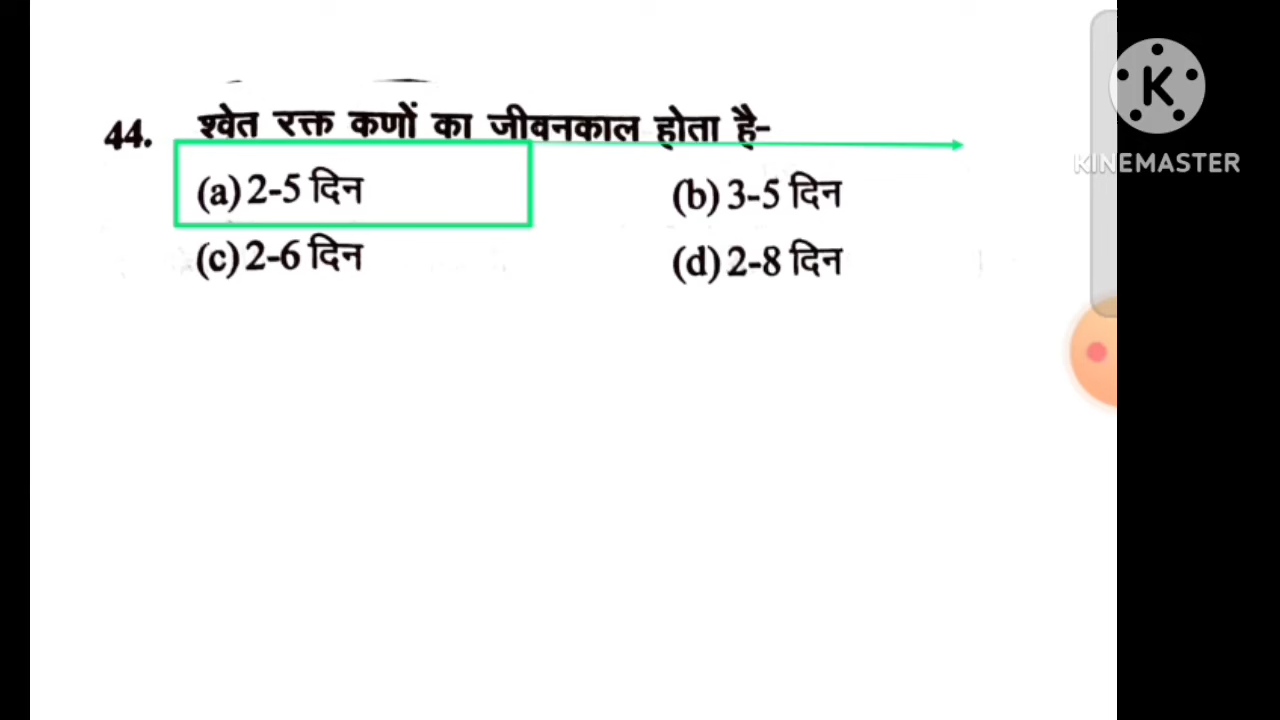 44. श्वेत रक्त कणों का जीवनकाल होता है-
(a) 2-5 दिन (b) 3-5 दिन
(c) 2-6 दिन (d) 2-8 दिन
K
KINEMASTER